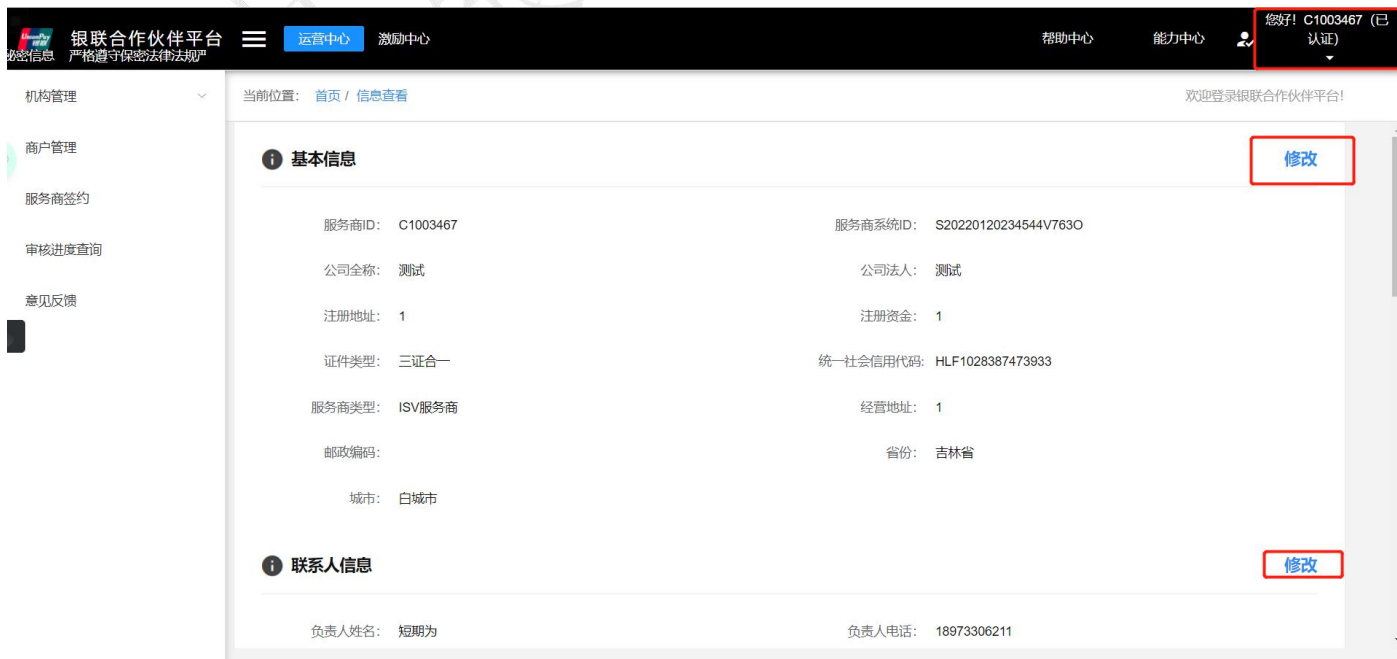 UnionPay
银联
银联合作伙伴平台
运营中心
激励中心
帮助中心
能力中心
您好！C1003467（已
认证)
秘密信息 严格遵守保密法律法规
机构管理
商户管理
服务商签约
审核进度查询
意见反馈
当前位置： 首页 / 信息查看
欢迎登录银联合作伙伴平台!
基本信息
修改
服务商ID: C1003467
服务商系统ID: S20220120234544V763O
公司全称: 测试
公司法人: 测试
注册地址: 1
注册资金: 1
证件类型: 三证合一
统一社会信用代码: HLF1028387473933
服务商类型: ISV服务商
经营地址: 1
邮政编码:
省份: 吉林省
城市: 白城市
联系人信息
修改
负责人姓名: 短期为
负责人电话: 18973306211